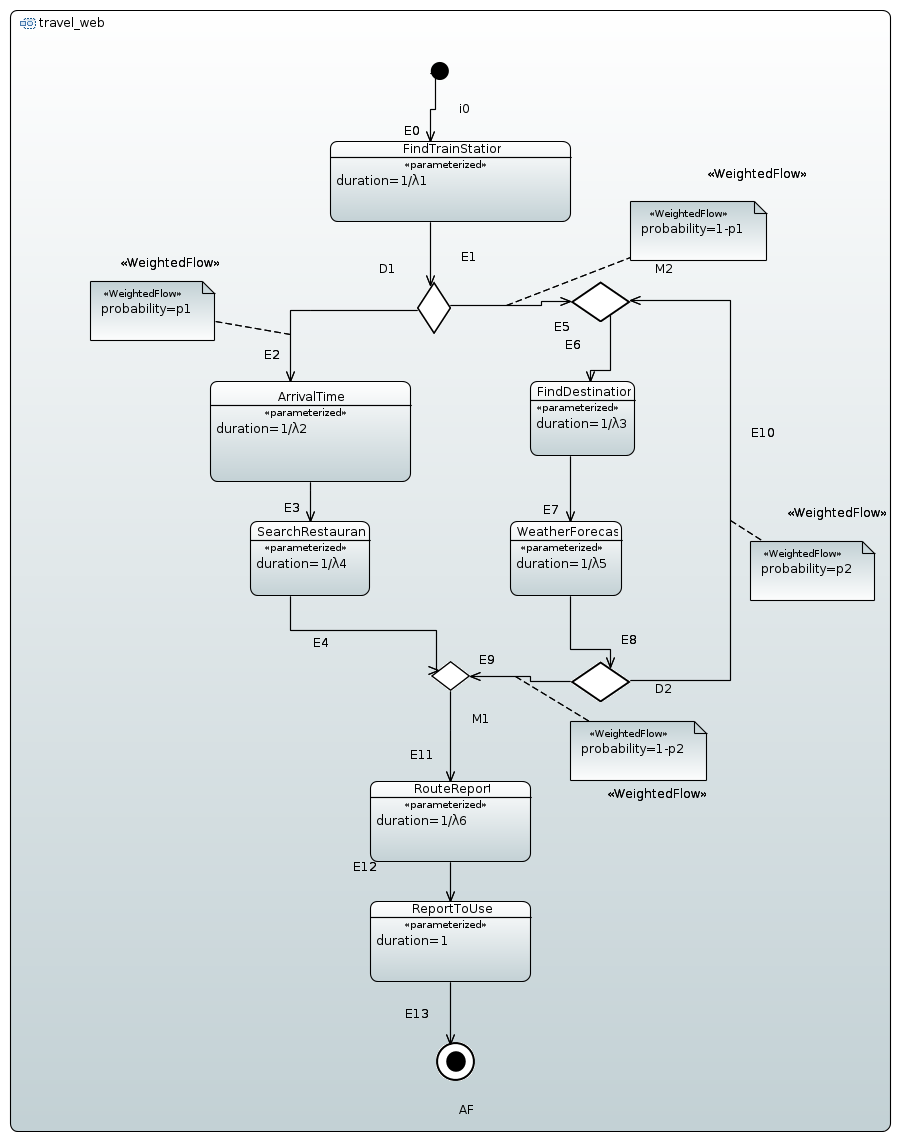 travel_web
i0
E0
FindTrainStation
«parameterized»
duration=1/λ1
«WeightedFlow»
«WeightedFlow»
probability=1-p1
E1
D1
M2
«WeightedFlow»
«WeightedFlow»
probability=p1
E5
E6
E2
ArrivalTime
«parameterized»
duration=1/λ2
FindDestination
«parameterized»
duration=1/λ3
E10
E3
E7
«WeightedFlow»
SearchRestauran
«parameterized»
duration=1/λ4
WeatherForecas
«parameterized»
duration=1/λ5
«WeightedFlow»
probability=p2
E4
E8
E9
D2
M1
«WeightedFlow»
probability=1-p2
«WeightedFlow»
E11
RouteReport
«parameterized»
duration=1/λ6
E12
ReportToUse
«parameterized»
duration=1
E13
AF